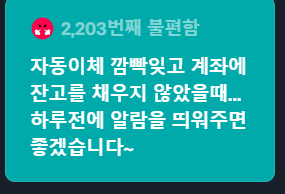 2,203번째 불편함
자동이체 깜빡잊고 계좌에
잔고를 채우지 않았을때...
하루전에 알람을 띄워주면
좋겠습니다~